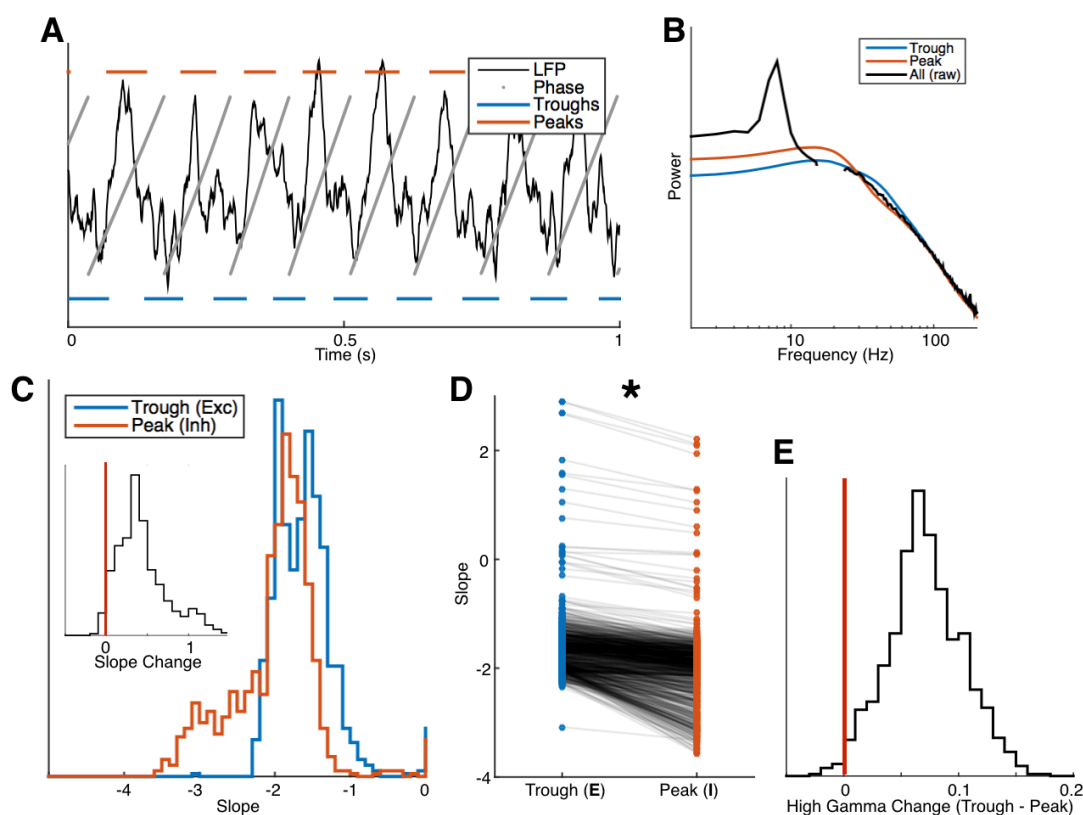 A
LFP
Phase
Troughs
Peaks
0
0.5
1
Time (s)
B
Trough
Peak
All (raw)
Power
10
100
Frequency (Hz)
C
Trough (Exc)
Peak (Inh)
0
1
Slope Change
-4
-3
-2
-1
0
Slope
D
*
2
0
-2
-4
Slope
Trough (E)
Peak (I)
E
0
0.1
0.2
High Gamma Change (Trough - Peak)